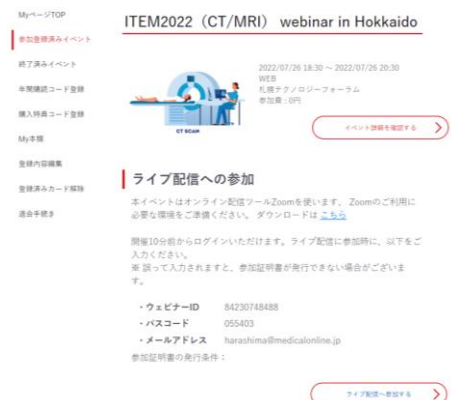 MyページTOP
参加登録済みイベント
終了済みイベント
年間購読コード登録
購入特典コード登録
My本棚
登録内容編集
登録済みカード解除
退会手続き
ITEM2022（CT/MRI） webinar in Hokkaido
CT SCAN
2022/07/26 18:30 ～ 2022/07/26 20:30
WEB
札幌テクノロジーフォーラム
参加費 : 0円
イベント詳細を確認する
ライブ配信への参加
本イベントはオンライン配信ツールZoomを使います。 Zoomのご利用に
必要な環境をご準備ください。 ダウンロードは こちら
開催10分前からログインいただけます。ライブ配信に参加時に、以下をご
入力ください。
※ 誤って入力されますと、参加証明書が発行できない場合がございま
す。
・ウェビナーID 84230748488
・パスコード 055403
・メールアドレス harashima@medicalonline.jp
参加証明書の発行条件：
ライブ配信へ参加する